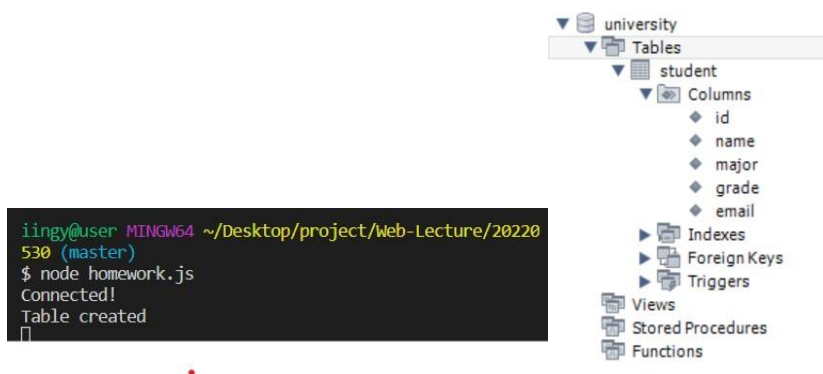 university
Tables
student
Columns
id
name
major
grade
email
Indexes
Foreign Keys
Triggers
Views
Stored Procedures
Functions
iingy@user MINGW64 ~/Desktop/project/Web-Lecture/20220
530 (master)
$ node homework.js
Connected!
Table created